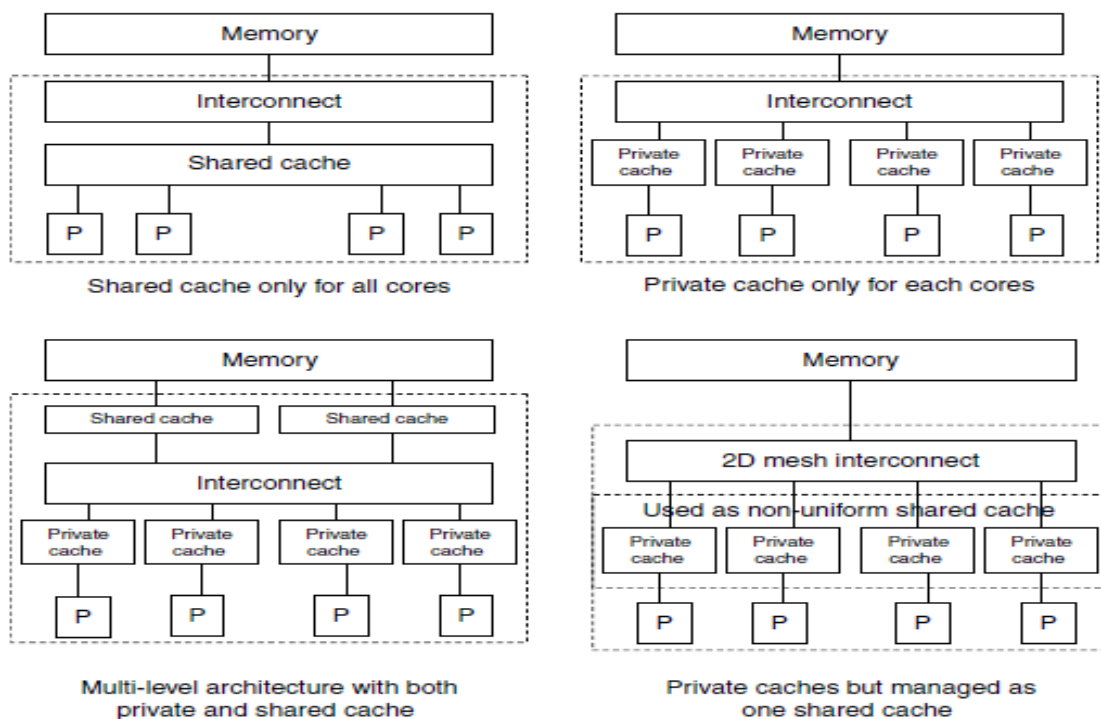 Memory
Interconnect
Shared cache
P P P P
Shared cache only for all cores
Memory
Interconnect
Private cache
Private cache
Private cache
Private cache
P P P P
Private cache only for each cores
Memory
Shared cache
Shared cache
Interconnect
Private cache
Private cache
Private cache
Private cache
P P P P
Multi-level architecture with both
private and shared cache
Memory
2D mesh interconnect
Used as non-uniform shared cache
Private cache
Private cache
Private cache
Private cache
P P P P
Private caches but managed as
one shared cache